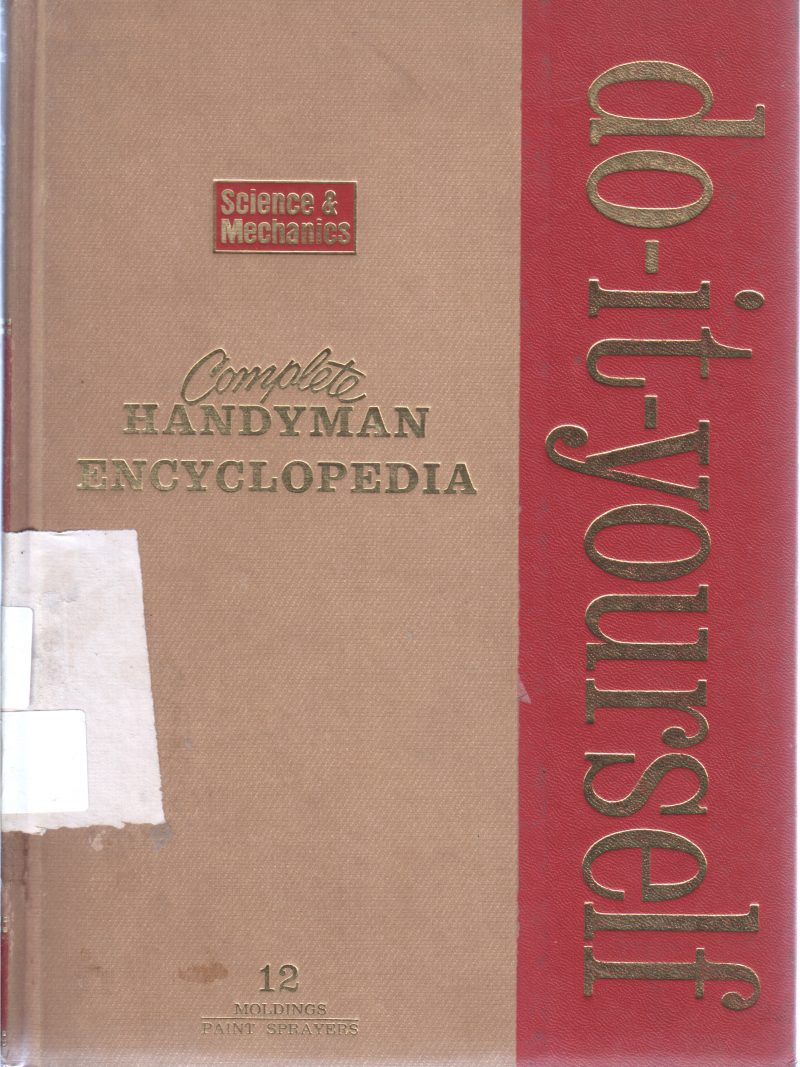 Science &
Mechanics
Complete
HANDYMAN
ENCYCLOPEDIA
12
MOLDINGS
PAINT SPRAYERS
do-it-yourself